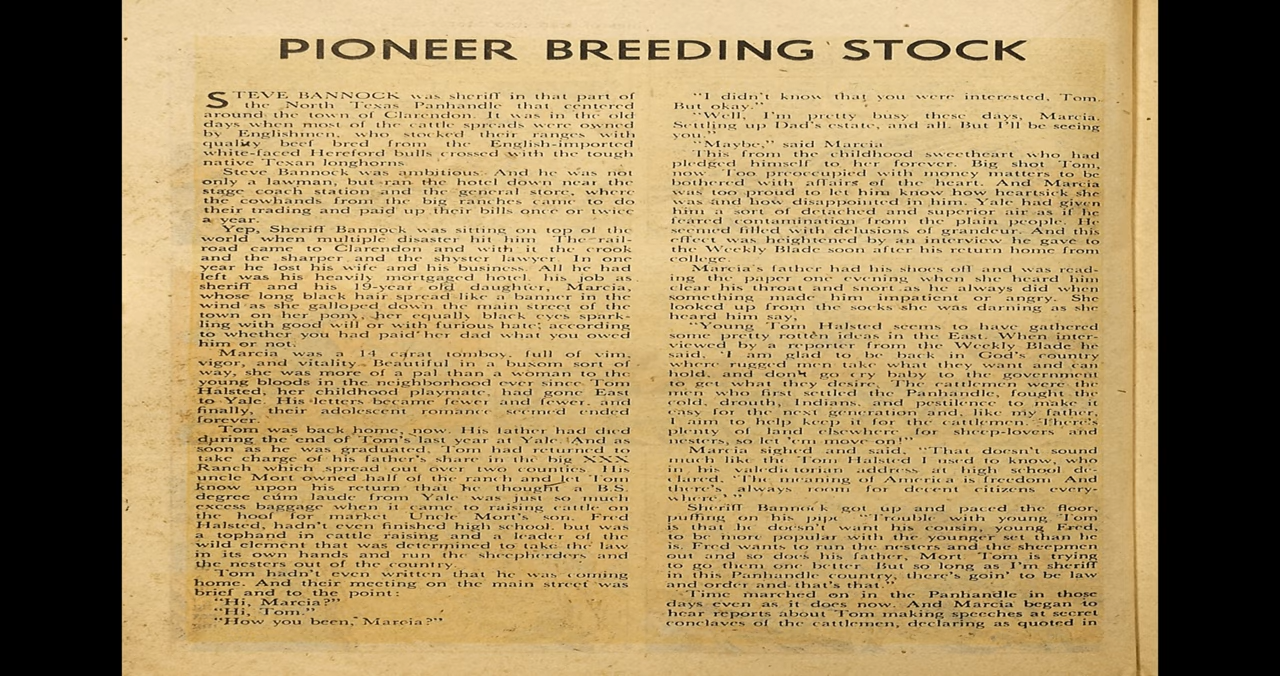 PIONEER BREEDING STOCK
STEVE BANNOCK was sheriff in that part of
the North Texas Panhandle that centered
around the town of Clarendon. It was in the old
days when most of the cattle spreads were owned
by Englishmen, who stocked their ranges with
quality beef bred from the English-imported
white-faced Hereford bulls crossed with the tough
native Texan longhorns.
Steve Bannock was ambitious. And he was not
only a lawman, but ran the hotel down near the
stage coach station and the general store, where
the cowhands from the big ranches came to do
their trading and paid up their bills once or twice
a year.
Yep, Sheriff Bannock was sitting on top of the
world when multiple disaster hit him. The rail-
road came to Clarendon and with it the crook
and the sharper and the shyster lawyer. In one
year he lost his wife and his business. All he had
left was his heavily mortgaged hotel, his job as
sheriff and his 19-year old daughter, Marcia,
whose long black hair spread like a banner in the
wind as she galloped down the main street of the
town on her pony, her equally black eyes spark-
ling with good will or with furious hate; according
to whether you had paid her dad what you owed
him or not.
Marcia was a 14 carat tomboy, full of vim,
vigor, and vitality. Beautiful in a buxom sort of
way, she was more of a pal than a woman to the
young bloods in the neighborhood ever since Tom
Halsted, her childhood playmate, had gone East
to Yale. His letters became fewer and fewer and
finally, their adolescent romance seemed ended
forever.
Tom was back home, now. His father had died
during the end of Tom's last year at Yale. And as
soon as he was graduated, Tom had returned to
take charge of his father's share in the big XXX
Ranch which spread out over two counties. His
uncle Mort owned half of the ranch and let Tom
know upon his return that he thought a B.S.
degree cum laude from Yale was just so much
excess baggage when it came to raising cattle on
the hoof for market. Uncle Mort's son, Fred
Halsted, hadn't even finished high school, but was
a tophand in cattle raising and a leader of the
wild element that was determined to take the law
in its own hands and run the sheepherders and
the nesters out of the country.
Tom hadn't even written that he was coming
home. And their meeting on the main street was
brief and to the point:
"Hi, Marcia?"
"Hi, Tom."
"How you been, Marcia?"
"I didn't know that you were interested, Tom.
But okay."
"Well, I'm pretty busy these days, Marcia.
Settling up Dad's estate, and all. But I'll be seeing
you."
"Maybe," said Marcia
This from the childhood sweetheart who had
pledged himself to her forever. Big shot Tom,
now. Too preoccupied with money matters to be
bothered with affairs of the heart. And Marcia
was too proud to let him know how heartsick she
was and how disappointed in him. Yale had given
him a sort of detached and superior air as if he
feared contamination from the plain people. He
seemed filled with delusions of grandeur. And this
effect was heightened by an interview he gave to
the Weekly Blade soon after his return home from
college.
Marcia's father had his shoes off and was read-
ing the paper one evening when she heard him
clear his throat and snort as he always did when
something made him impatient or angry. She
looked up from the socks she was darning as she
heard him say,
"Young Tom Halsted seems to have gathered
some pretty rotten ideas in the East. When inter-
viewed by a reporter from the Weekly Blade he
said, 'I am glad to be back in God's country
where rugged men take what they want and can
hold, and don't go cry baby to the government
to get what they desire. The cattlemen were the
men who first settled the Panhandle, fought the
cold, drouth, Indians, and pestilence to make it
easy for the next generation and, like my father,
I aim to help keep it for the cattlemen. There's
plenty of land elsewhere for sheep-lovers and
nesters, so let 'em move on!"
Marcia sighed and said, "That doesn't sound
much like the Tom Halsted I used to know, who
in his valedictorian address at high school de-
clared, 'The meaning of America is freedom And
there's always room for decent citizens every-
where.'"
Sheriff Bannock got up and paced the floor,
puffing on his pipe "Trouble with young Tom
is that he doesn't want his cousin, young Fred,
to be more popular with the younger set than he
is. Fred wants to run the nesters and the sheepmen
out and so does his father, Mort Tom is trying
to go them one better But so long as I'm sheriff
in this Panhandle country, there's goin' to be law
and order and that's that."
Time marched on in the Panhandle in those
days even as it does now. And Marcia began to
hear reports about Tom making speeches at secret
conclaves of the cattlemen, declaring as quoted in